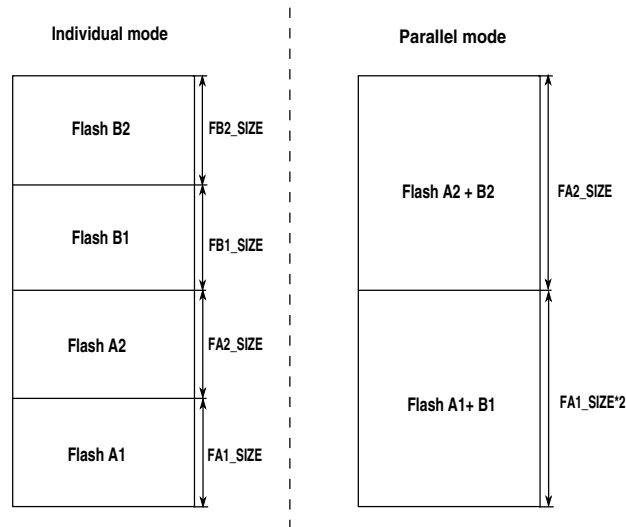 Individual mode
Flash B2
FB2_SIZE
Flash B1
FB1_SIZE
Flash A2
FA2_SIZE
Flash A1
FA1_SIZE
Parallel mode
Flash A2 + B2
FA2_SIZE
Flash A1+ B1
FA1_SIZE*2